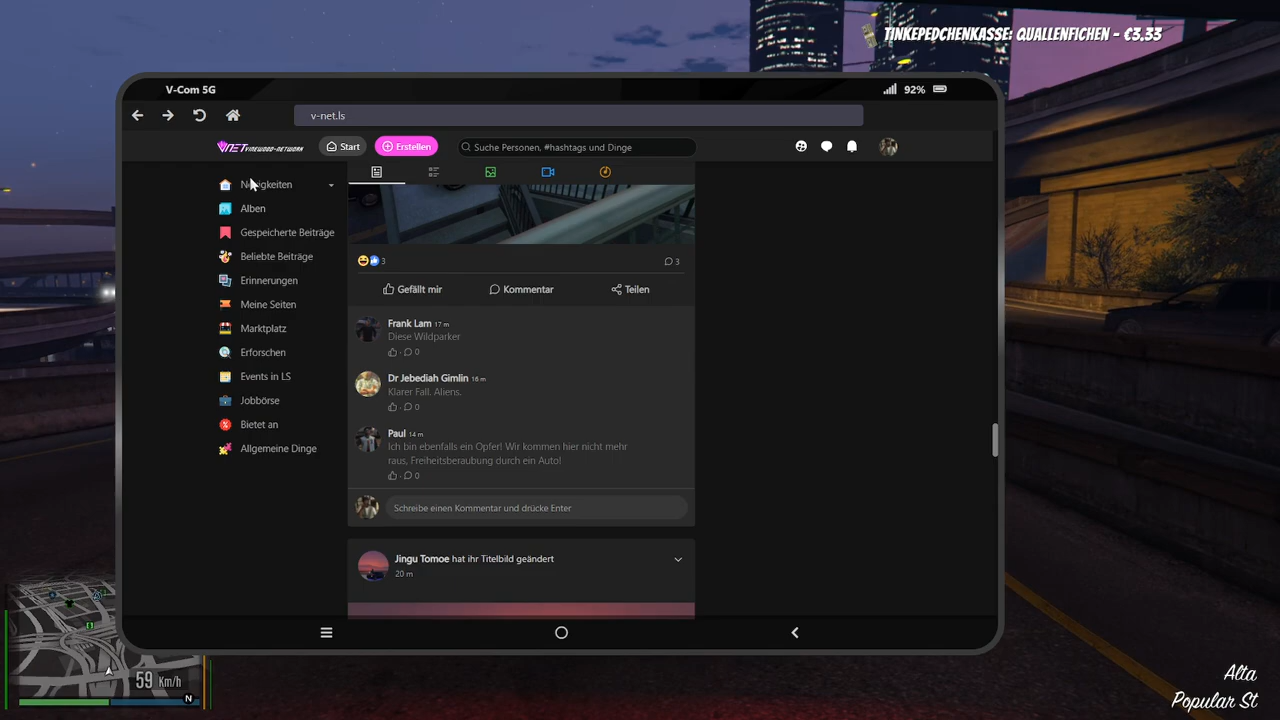 TINKEPEDCHENKASSE: QUALLENFICHEN - €3.33
V-Com 5G
92%
v-net.ls
VNET VINEWOOD-NETWORK
Start
Erstellen
Suche Personen, #hashtags und Dinge
Neuigkeiten
Alben
Gespeicherte Beiträge
Beliebte Beiträge
Erinnerungen
Meine Seiten
Marktplatz
Erforschen
Events in LS
Jobbörse
Bietet an
Allgemeine Dinge
3
3
Gefällt mir
Kommentar
Teilen
Frank Lam 17 m
Diese Wildparker
· 0
Dr Jebediah Gimlin 16 m
Klarer Fall. Aliens.
· 0
Paul 14 m
Ich bin ebenfalls ein Opfer! Wir kommen hier nicht mehr
raus, Freiheitsberaubung durch ein Auto!
· 0
Schreibe einen Kommentar und drücke Enter
Jingu Tomoe hat ihr Titelbild geändert
20 m
59 Km/h
N
Alta
Popular St